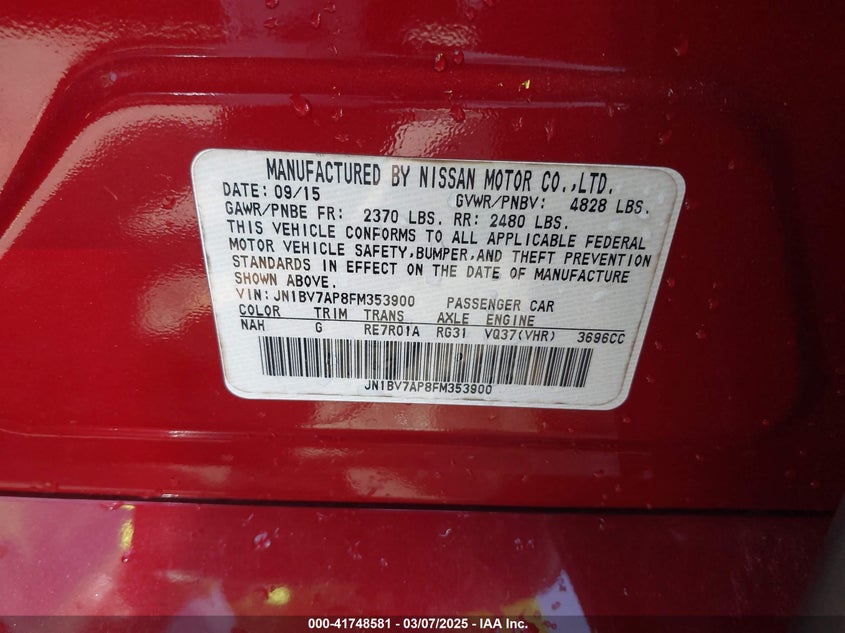 MANUFACTURED BY NISSAN MOTOR CO.,LTD.
DATE: 09/15 GVWR/PNBV: 4828 LBS.
GAWR/PNBE FR: 2370 LBS. RR: 2480 LBS.
THIS VEHICLE CONFORMS TO ALL APPLICABLE FEDERAL
MOTOR VEHICLE SAFETY,BUMPER,AND THEFT PREVENTION
STANDARDS IN EFFECT ON THE DATE OF MANUFACTURE
SHOWN ABOVE.
VIN: JN1BV7AP8FM353900 PASSENGER CAR
COLOR TRIM TRANS AXLE ENGINE
NAH G RE7R01A RG31 VQ37(VHR) 3696CC
JN1BV7AP8FM353900
000-41748581 - 03/07/2025 - IAA Inc.